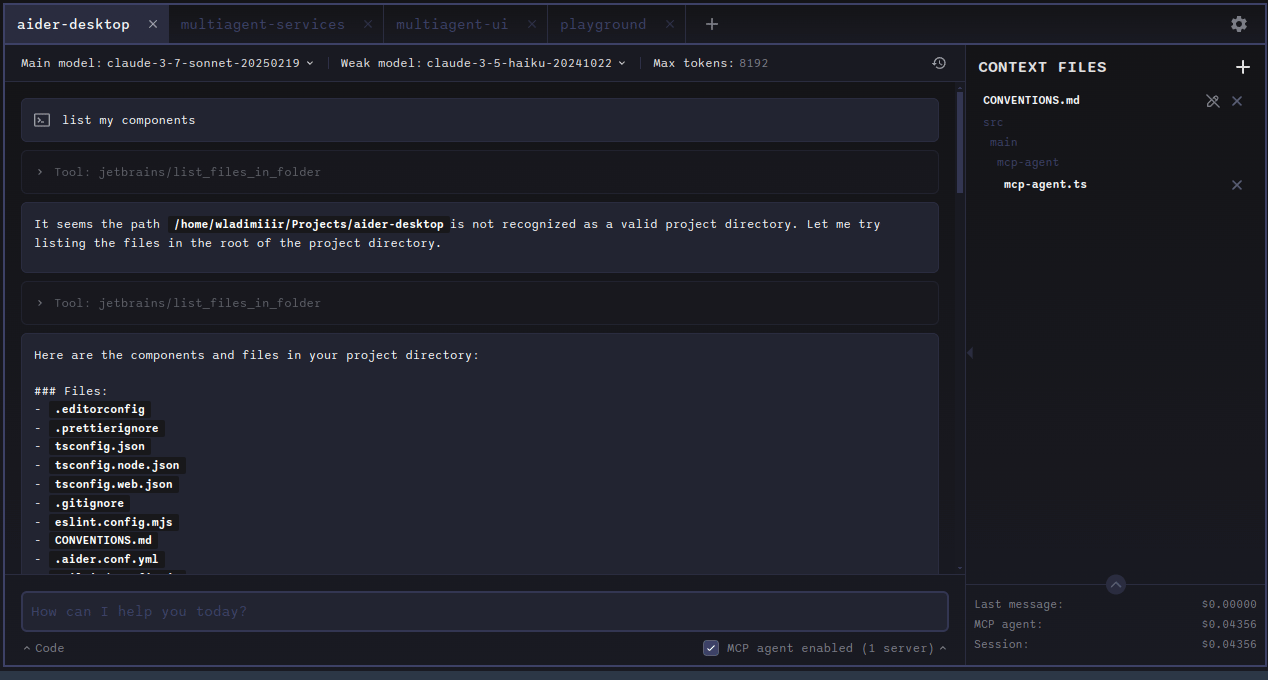 aider-desktop multiagent-services multiagent-ui playground
Main model: claude-3-7-sonnet-20250219 Weak model: claude-3-5-haiku-20241022 Max tokens: 8192
list my components
Tool: jetbrains/list_files_in_folder
It seems the path /home/wladimiiir/Projects/aider-desktop is not recognized as a valid project directory. Let me try
listing the files in the root of the project directory.
Tool: jetbrains/list_files_in_folder
Here are the components and files in your project directory:
### Files:
- .editorconfig
- .prettierignore
- tsconfig.json
- tsconfig.node.json
- tsconfig.web.json
- .gitignore
- eslint.config.mjs
- CONVENTIONS.md
- .aider.conf.yml
How can I help you today?
Code
MCP agent enabled (1 server)
CONTEXT FILES
CONVENTIONS.md
src
main
mcp-agent
mcp-agent.ts
Last message: $0.00000
MCP agent: $0.04356
Session: $0.04356